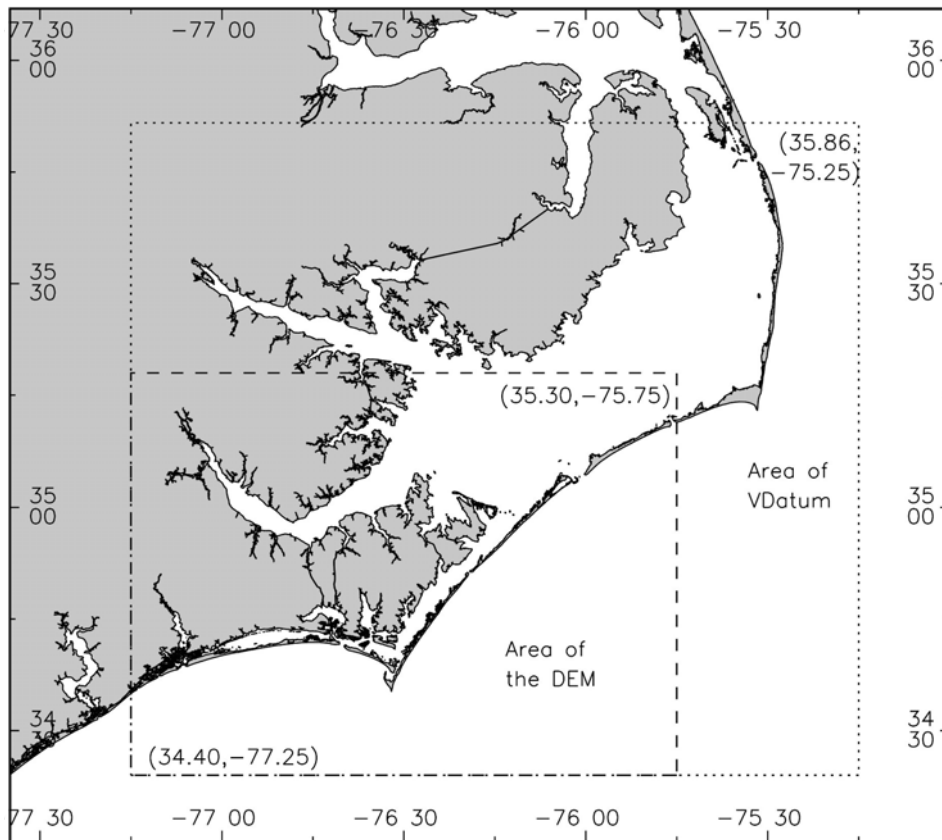 77 30 -77 00 -76 30 -76 00 -75 30
36 00
36 00
(35.86, -75.25)
35 30
35 30
(35.30,-75.75)
Area of
VDatum
35 00
35 00
Area of
the DEM
34 30
34 30
(34.40,-77.25)
77 30 -77 00 -76 30 -76 00 -75 30